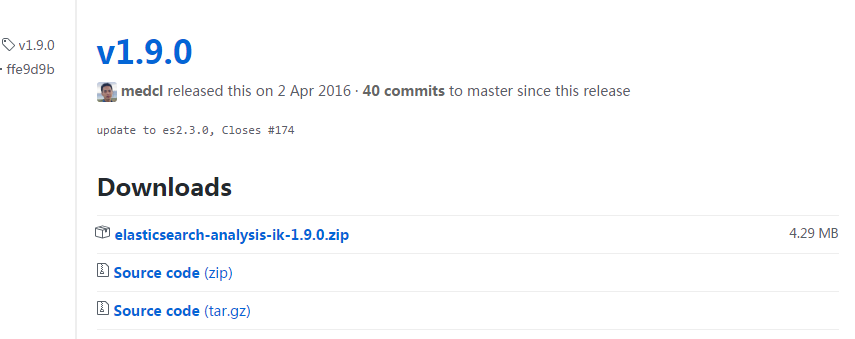 v1.9.0
ffe9d9b
v1.9.0
medcl released this on 2 Apr 2016 · 40 commits to master since this release
update to es2.3.0, Closes #174
Downloads
elasticsearch-analysis-ik-1.9.0.zip 4.29 MB
Source code (zip)
Source code (tar.gz)